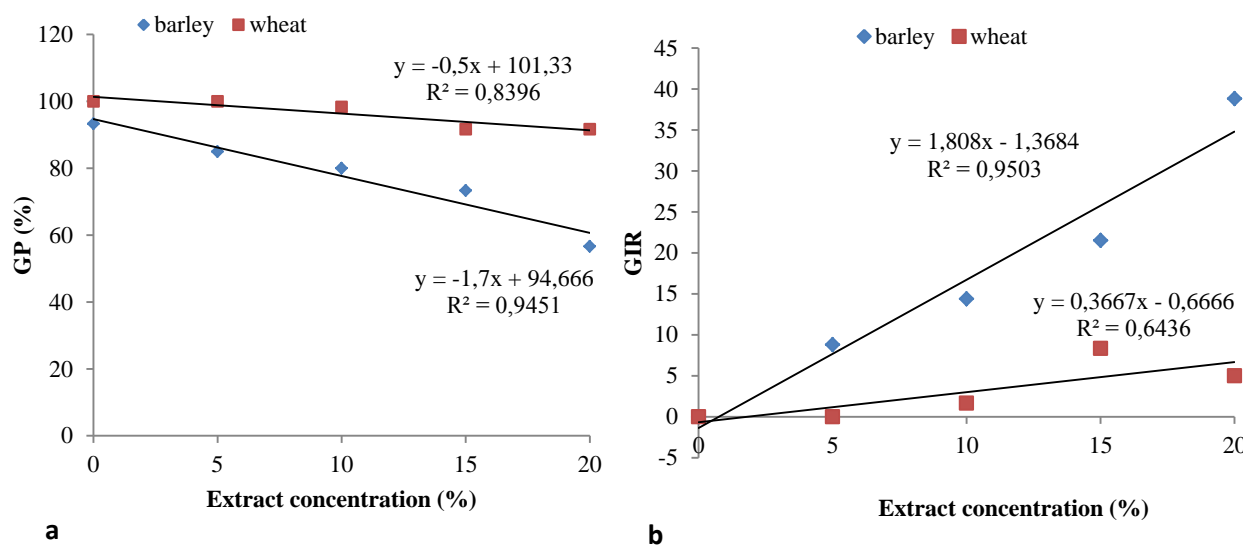 barley wheat
120
100
80
60
40
20
0
GP (%)
y = -0,5x + 101,33
R² = 0,8396
y = -1,7x + 94,666
R² = 0,9451
0 5 10 15 20
Extract concentration (%)
a
barley wheat
45
40
35
30
25
20
15
10
5
0
-5
GIR
y = 1,808x - 1,3684
R² = 0,9503
y = 0,3667x - 0,6666
R² = 0,6436
0 5 10 15 20
Extract concentration (%)
b